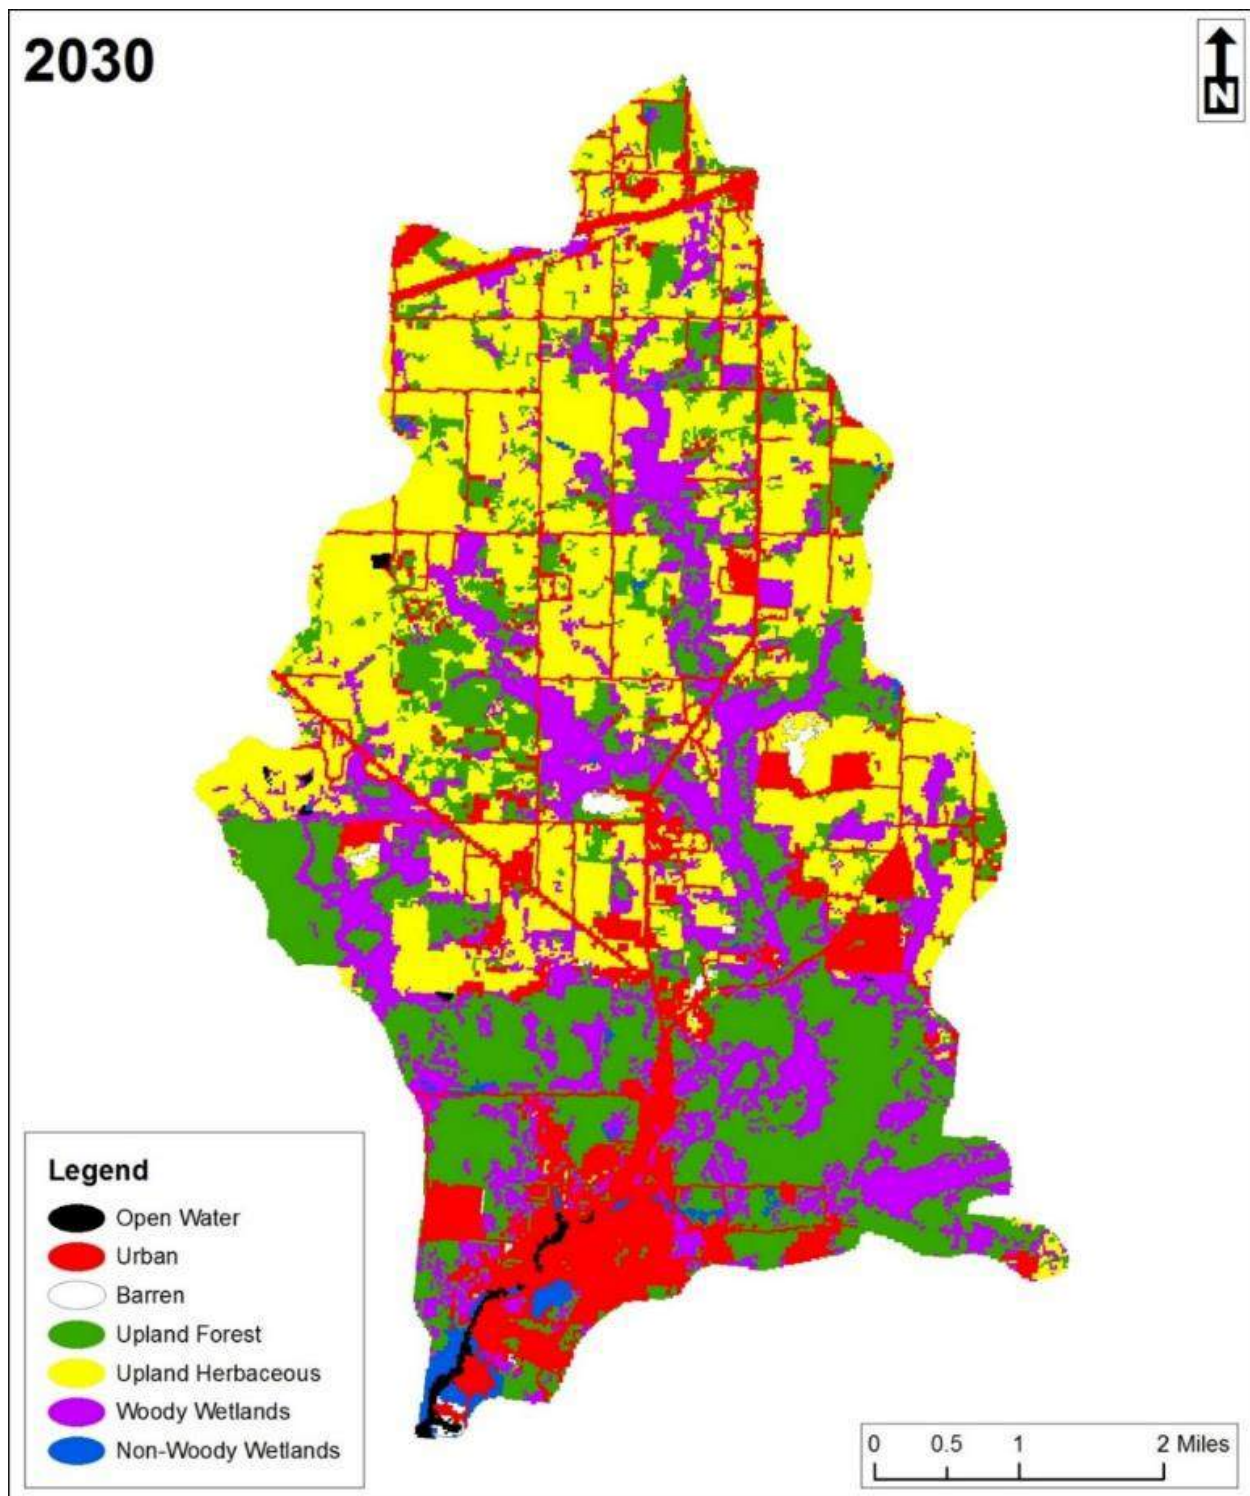 2030
N
Legend
Open Water
Urban
Barren
Upland Forest
Upland Herbaceous
Woody Wetlands
Non-Woody Wetlands
0 0.5 1 2 Miles